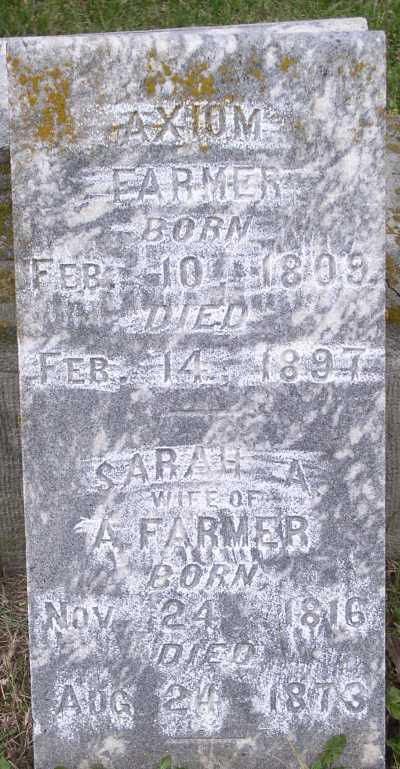 AXIOM
FARMER
BORN
FEB. 10, 1809.
DIED
FEB. 14, 1897
SARAH A.
WIFE OF
A. FARMER
BORN
NOV. 24, 1816
DIED
AUG 24, 1873